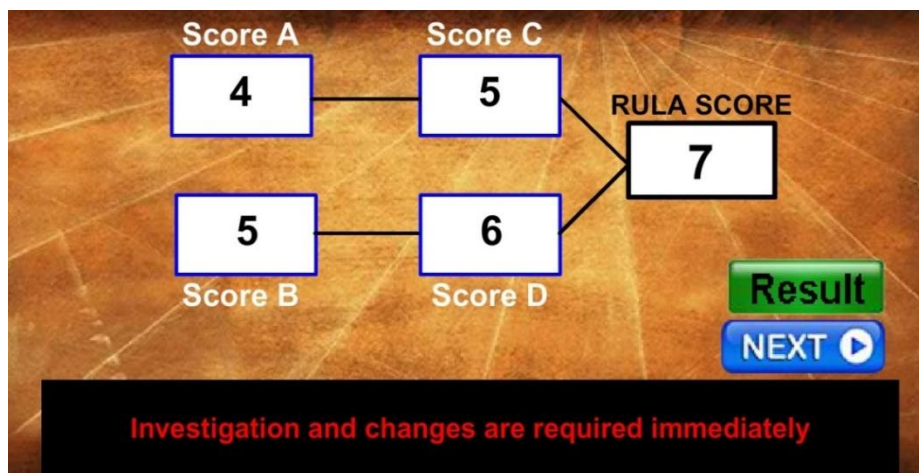 Score A Score C
4 5
RULA SCORE
7
5 6
Score B Score D
Result
NEXT
Investigation and changes are required immediately